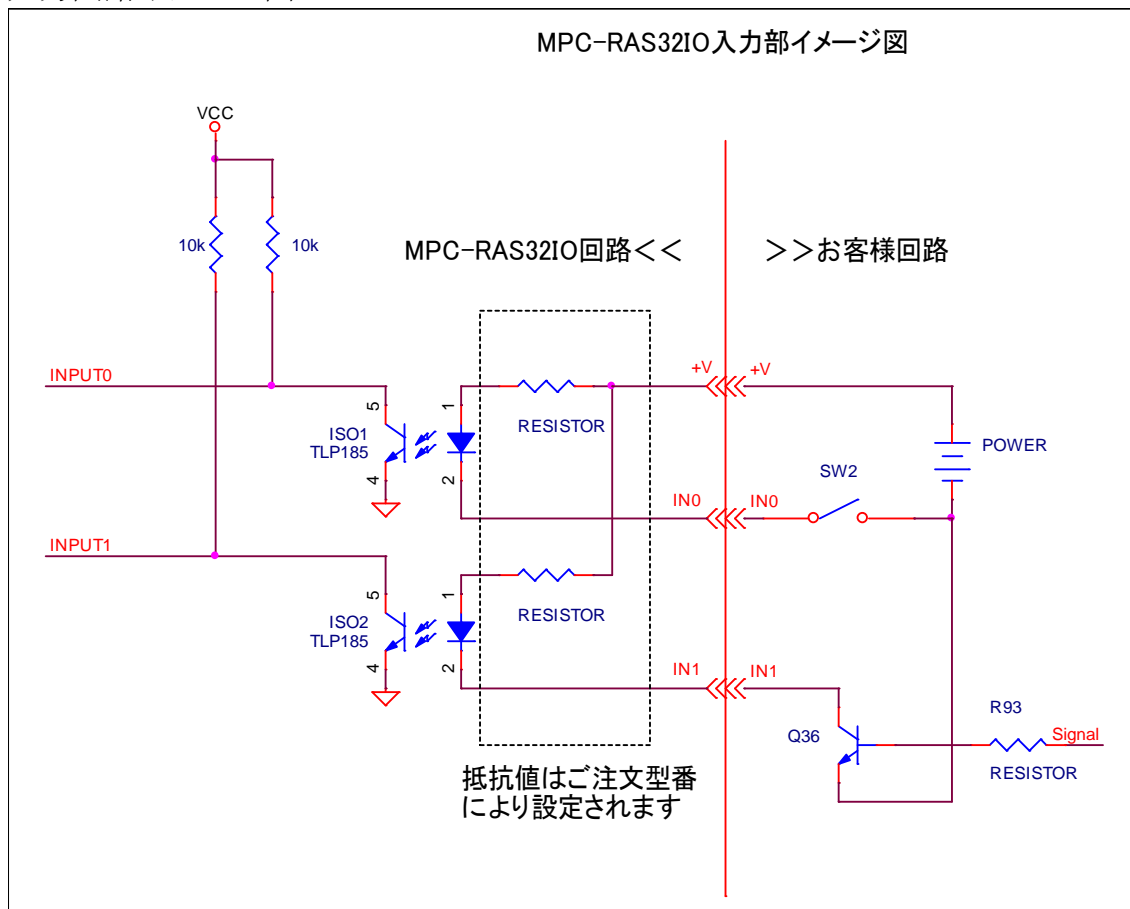 MPC-RAS32IO入力部イメージ図
VCC
10k
10k
MPC-RAS32IO回路<<
>>お客様回路
INPUT0
+V
+V
5
1
RESISTOR
ISO1
TLP185
POWER
4
2
SW2
IN0
IN0
INPUT1
5
1
RESISTOR
ISO2
TLP185
4
2
IN1
IN1
R93
Q36
Signal
RESISTOR
抵抗値はご注文型番
により設定されます